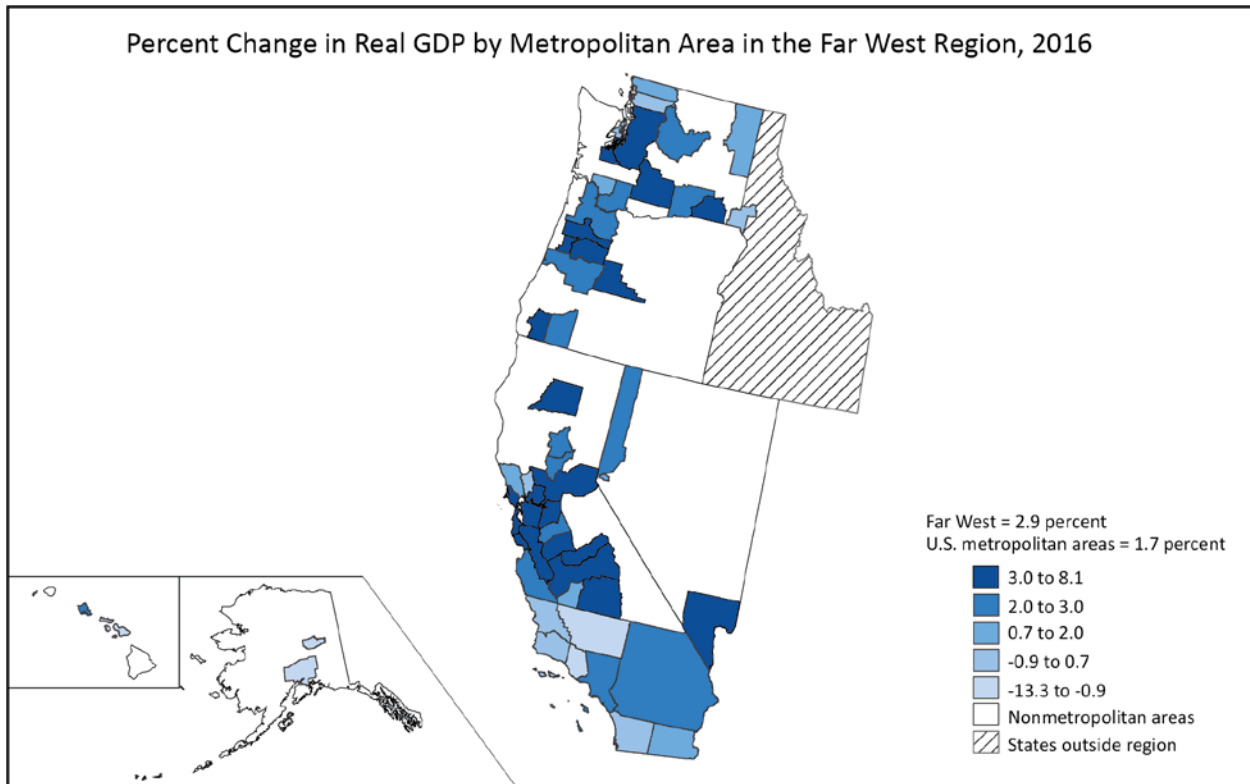 Percent Change in Real GDP by Metropolitan Area in the Far West Region, 2016
Far West = 2.9 percent
U.S. metropolitan areas = 1.7 percent
3.0 to 8.1
2.0 to 3.0
0.7 to 2.0
-0.9 to 0.7
-13.3 to -0.9
Nonmetropolitan areas
States outside region